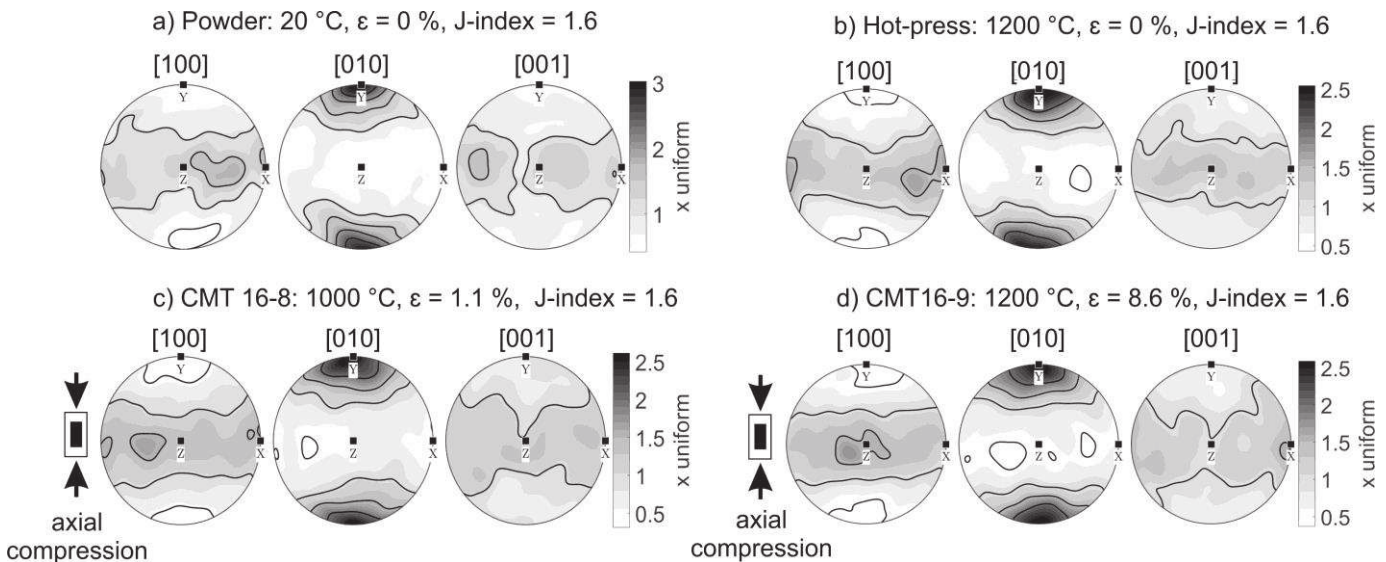 a) Powder: 20 °C, ε = 0 %, J-index = 1.6
[100] [010] [001]
Y Y Y
Z X Z X Z X
3
2
1
x uniform
b) Hot-press: 1200 °C, ε = 0 %, J-index = 1.6
[100] [010] [001]
Y Y Y
Z X Z X Z X
2.5
2
1.5
1
0.5
x uniform
c) CMT 16-8: 1000 °C, ε = 1.1 %, J-index = 1.6
[100] [010] [001]
Y Y Y
Z X Z X Z X
2.5
2
1.5
1
0.5
x uniform
axial
compression
d) CMT16-9: 1200 °C, ε = 8.6 %, J-index = 1.6
[100] [010] [001]
Y Y Y
Z X Z X Z X
2.5
2
1.5
1
0.5
x uniform
axial
compression